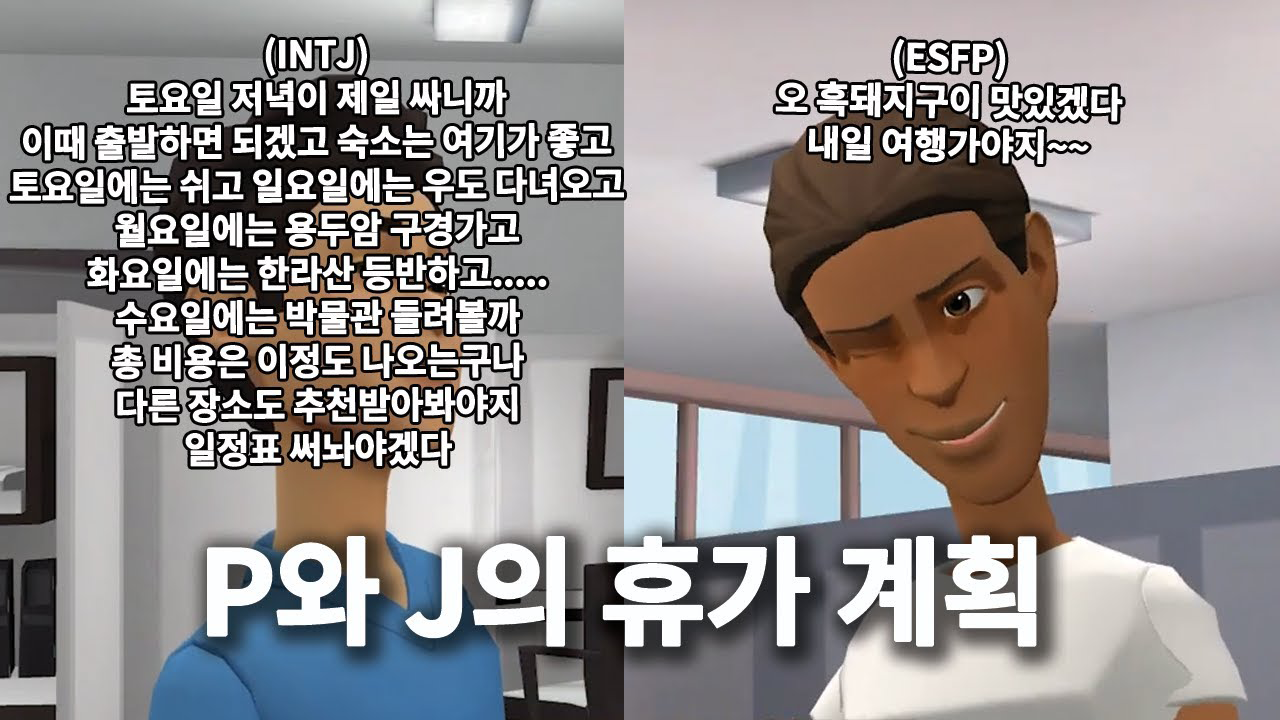 (INTJ)
토요일 저녁이 제일 싸니까
이때 출발하면 되겠고 숙소는 여기가 좋고
토요일에는 쉬고 일요일에는 우도 다녀오고
월요일에는 용두암 구경가고
화요일에는 한라산 등반하고.....
수요일에는 박물관 들려볼까
총 비용은 이정도 나오는구나
다른 장소도 추천받아봐야지
일정표 써놔야겠다
(ESFP)
오 흑돼지구이 맛있겠다
내일 여행가야지~~
P와 J의 휴가 계획